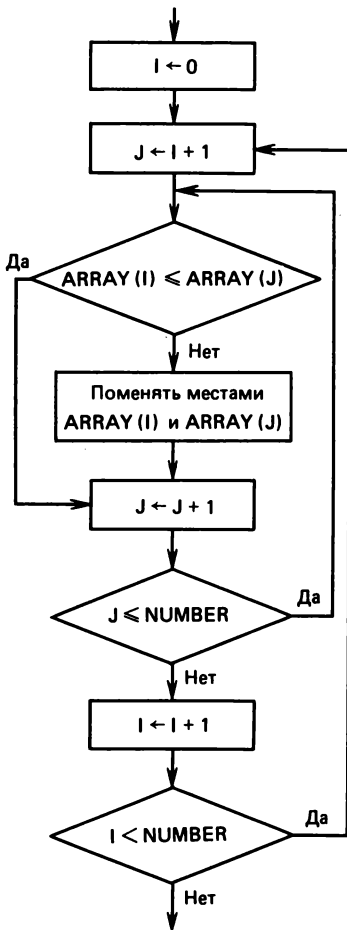 I ← 0
J ← I + 1
Да
ARRAY (I) ⩽ ARRAY (J)
Нет
Поменять местами
ARRAY (I) и ARRAY (J)
J ← J + 1
J ⩽ NUMBER
Да
Нет
I ← I + 1
I < NUMBER
Да
Нет